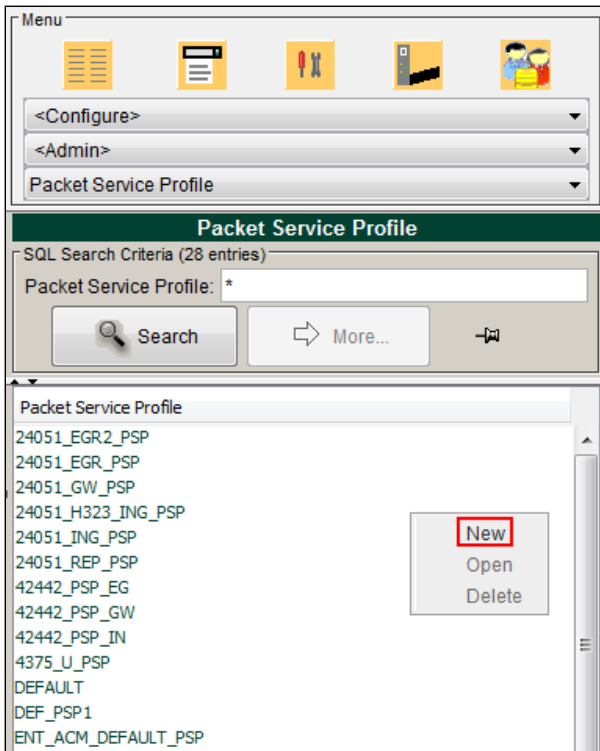 Menu
<Configure>
<Admin>
Packet Service Profile
Packet Service Profile
SQL Search Criteria (28 entries)
Packet Service Profile: *
Search
More...
Packet Service Profile
24051_EGR2_PSP
24051_EGR_PSP
24051_GW_PSP
24051_H323_ING_PSP
24051_ING_PSP
24051_REP_PSP
42442_PSP_EG
42442_PSP_GW
42442_PSP_IN
4375_U_PSP
DEFAULT
DEF_PSP1
ENT_ACM_DEFAULT_PSP
New
Open
Delete